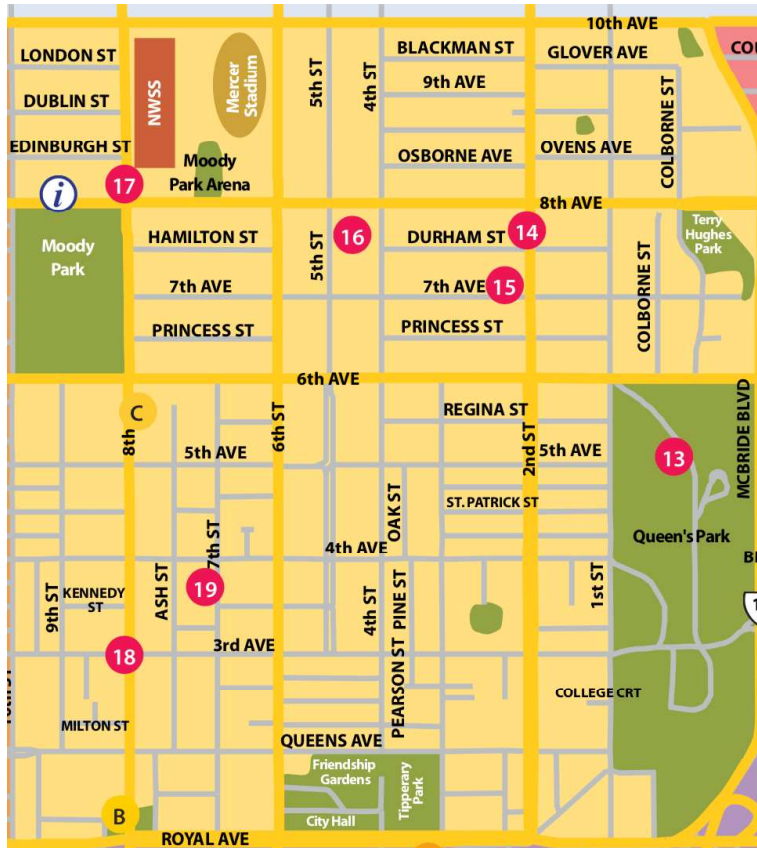 10th AVE
LONDON ST
BLACKMAN ST
GLOVER AVE
COU
DUBLIN ST
NWSS
Mercer
Stadium
5th ST
4th ST
9th AVE
COLBORNE ST
EDINBURGH ST
Moody
Park Arena
OSBORNE AVE
OVENS AVE
17
i
8th AVE
Moody
Park
HAMILTON ST
5th ST
16
DURHAM ST
14
Terry
Hughes
Park
7th AVE
7th AVE
15
COLBORNE ST
PRINCESS ST
PRINCESS ST
6th AVE
C
8th
6th ST
REGINA ST
2nd ST
MCBRIDE BLVD
5th AVE
5th AVE
13
OAK ST
ST. PATRICK ST
7th ST
4th AVE
Queen's Park
9th ST
KENNEDY
ST
ASH ST
19
4th ST
PINE ST
1st ST
18
3rd AVE
PEARSON ST
COLLEGE CRT
MILTON ST
QUEENS AVE
Friendship
Gardens
Tipperary
Park
B
City Hall
ROYAL AVE